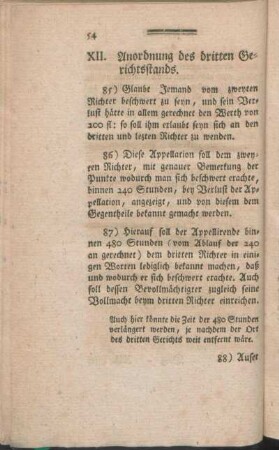 54
XII. Anordnung des dritten Ge-
richtsstands.
85) Glaubt Jemand vom zweyten
Richter beschwert zu seyn, und sein Ver-
lust hätte in allem gerechnet den Werth von
200 fl: so soll ihm erlaubt seyn sich an den
dritten und lezten Richter zu wenden.
86) Diese Appellation soll dem zwey-
ten Richter, mit genauer Bemerkung der
Punkte wodurch man sich beschwert erachte,
binnen 240 Stunden, bey Verlust der Ap-
pellation, angezeigt, und von diesem dem
Gegentheile bekannt gemacht werden.
87) Hierauf soll der Appellirende bin-
nen 480 Stunden (vom Ablauf der 240
an gerechnet) dem dritten Richter in eini-
gen Worten lediglich bekannt machen, daß
und wodurch er sich beschwert erachte. Auch
soll dessen Bevollmächtigter zugleich seine
Vollmacht beym dritten Richter einreichen.
Auch hier könnte die Zeit der 480 Stunden
verlängert werden, je nachdem der Ort
des dritten Gerichts weit entfernt wäre.
88) Auset